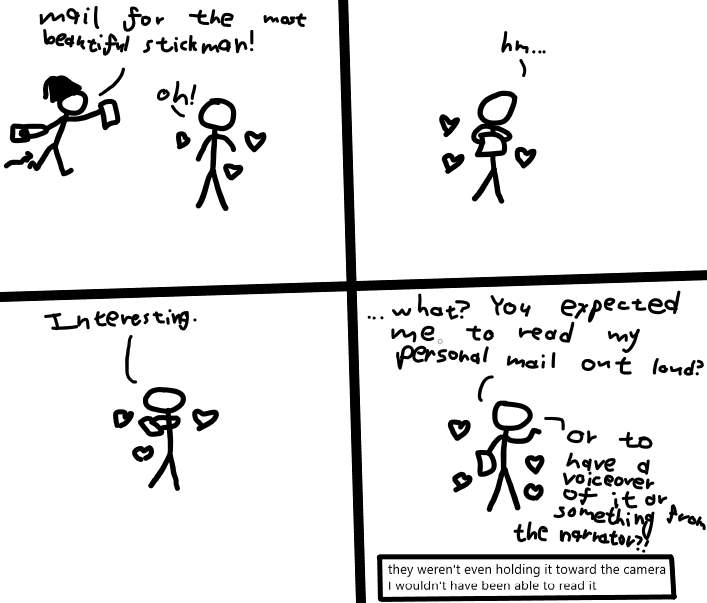 mail for the most
beautiful stickman!
oh!
hm...
Interesting.
...what? You expected
me to read my
personal mail out loud?
or to
have a
voiceover
of it or
something from
the narrator?!
they weren't even holding it toward the camera
I wouldn't have been able to read it